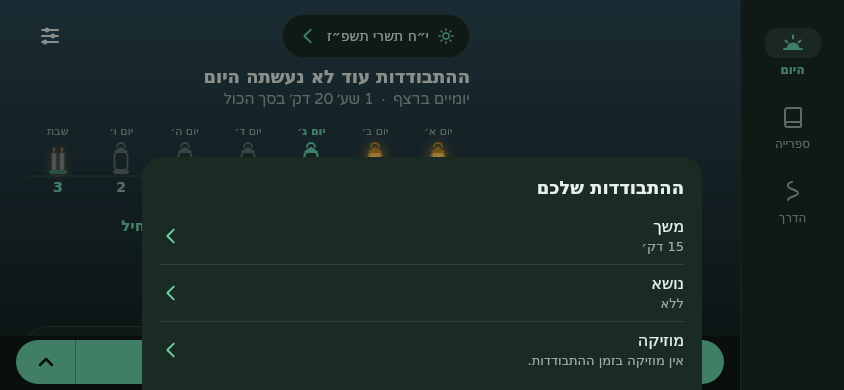 היום
ספרייה
הדרך
י״ח תשרי תשפ״ז
ההתבודדות עוד לא נעשתה היום
יומיים ברצף · 1 שע׳ 20 דק׳ בסך הכול
יום א׳
יום ב׳
יום ג׳
יום ד׳
יום ה׳
יום ו׳
שבת
2
3
ההתבודדות שלכם
משך
15 דק׳
נושא
ללא
מוזיקה
אין מוזיקה בזמן ההתבודדות.